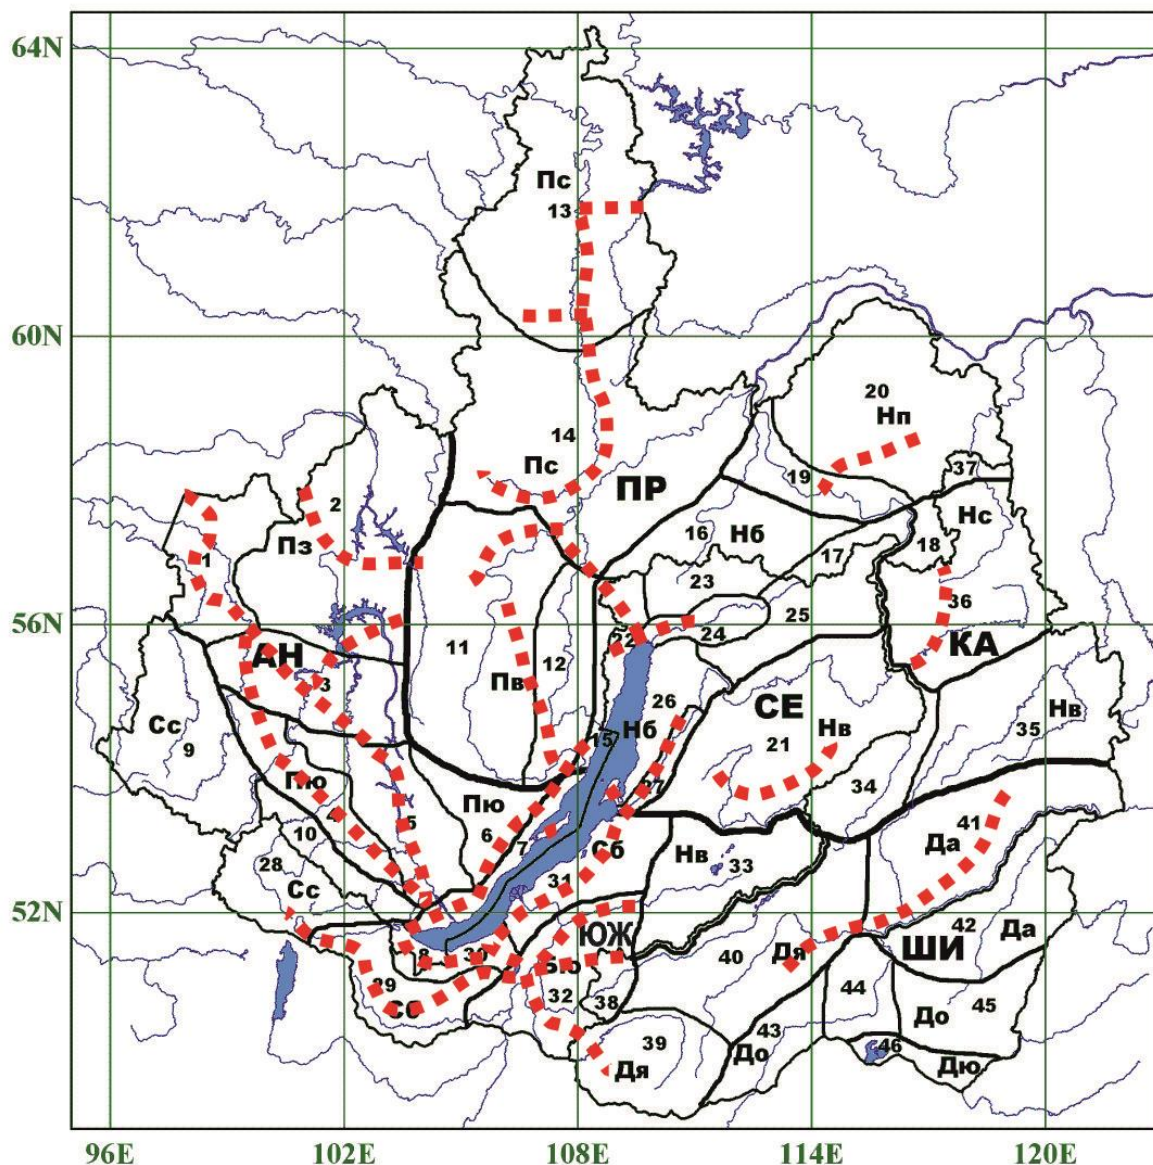 64N
Пс
13
60N
20
Нп
14
Пс
ПР
19
37
2
16
Нб
Нс
Пз
17
18
1
23
36
25
56N
22
24
АН
11
КА
12
3
Пв
26
СЕ
Сс
9
15
Нб
21
Нв
Нв
35
Пю
27
34
Пю
4
5
6
41
10
7
Да
28
Сб
Нв
33
Сс
31
52N
42
ЮЖ
Да
40
Дя
ШИ
8
30
Бю
29
32
38
44
45
Сб
До
43
39
46
До
Дя
Дю
96E
102E
108E
114E
120E